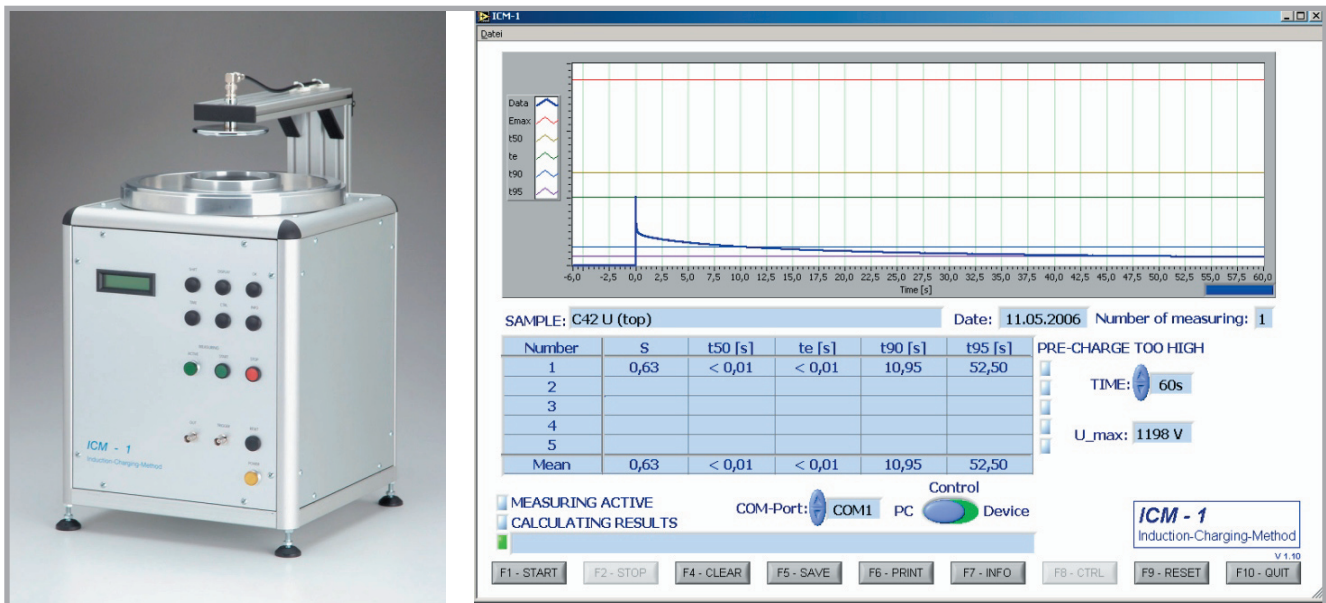 ICM - 1
Induction-Charging-Method
ICM-1
Datei
Data
Emax
t50
te
t90
t95
-6,0 -2,5 0,0 2,5 5,0 7,5 10,0 12,5 15,0 17,5 20,0 22,5 25,0 27,5 30,0 32,5 35,0 37,5 40,0 42,5 45,0 47,5 50,0 52,5 55,0 57,5 60,0
Time [s]
SAMPLE: C42 U (top) Date: 11.05.2006 Number of measuring: 1
Number S t50 [s] te [s] t90 [s] t95 [s]
1 0,63 < 0,01 < 0,01 10,95 52,50
2
3
4
5
Mean 0,63 < 0,01 < 0,01 10,95 52,50
PRE-CHARGE TOO HIGH
TIME: 60s
U_max: 1198 V
MEASURING ACTIVE
CALCULATING RESULTS
COM-Port: COM1
Control
PC Device
ICM - 1
Induction-Charging-Method
V 1.10
F1 - START F2 - STOP F4 - CLEAR F5 - SAVE F6 - PRINT F7 - INFO F8 - CTRL F9 - RESET F10 - QUIT